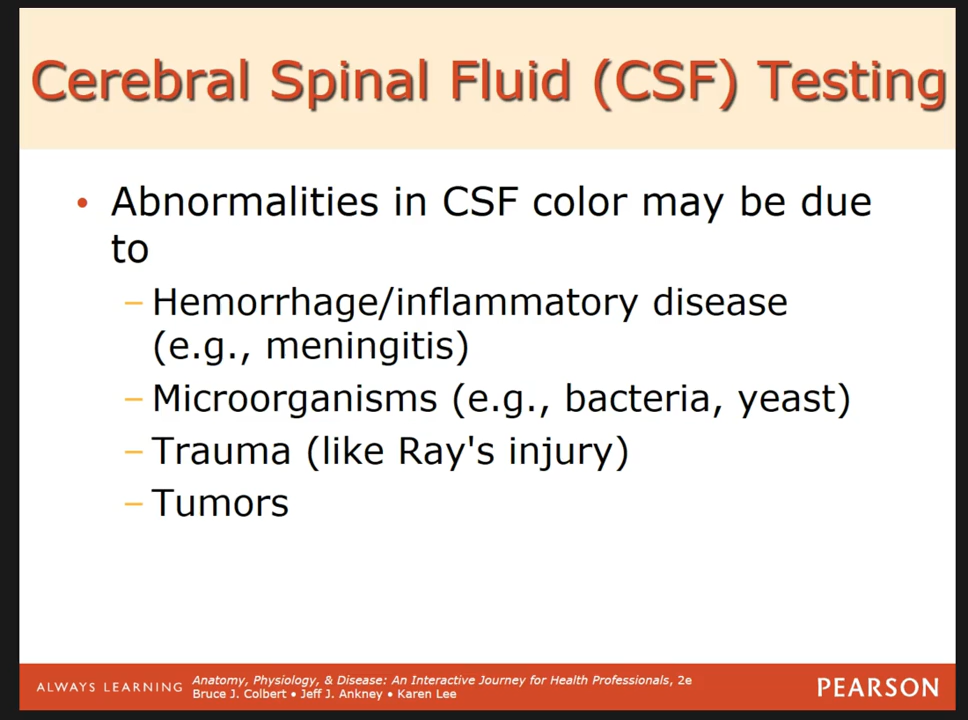 Cerebral Spinal Fluid (CSF) Testing
• Abnormalities in CSF color may be due
to
– Hemorrhage/inflammatory disease
(e.g., meningitis)
– Microorganisms (e.g., bacteria, yeast)
– Trauma (like Ray's injury)
– Tumors
ALWAYS LEARNING
Anatomy, Physiology, & Disease: An Interactive Journey for Health Professionals, 2e
Bruce J. Colbert • Jeff J. Ankney • Karen Lee
PEARSON